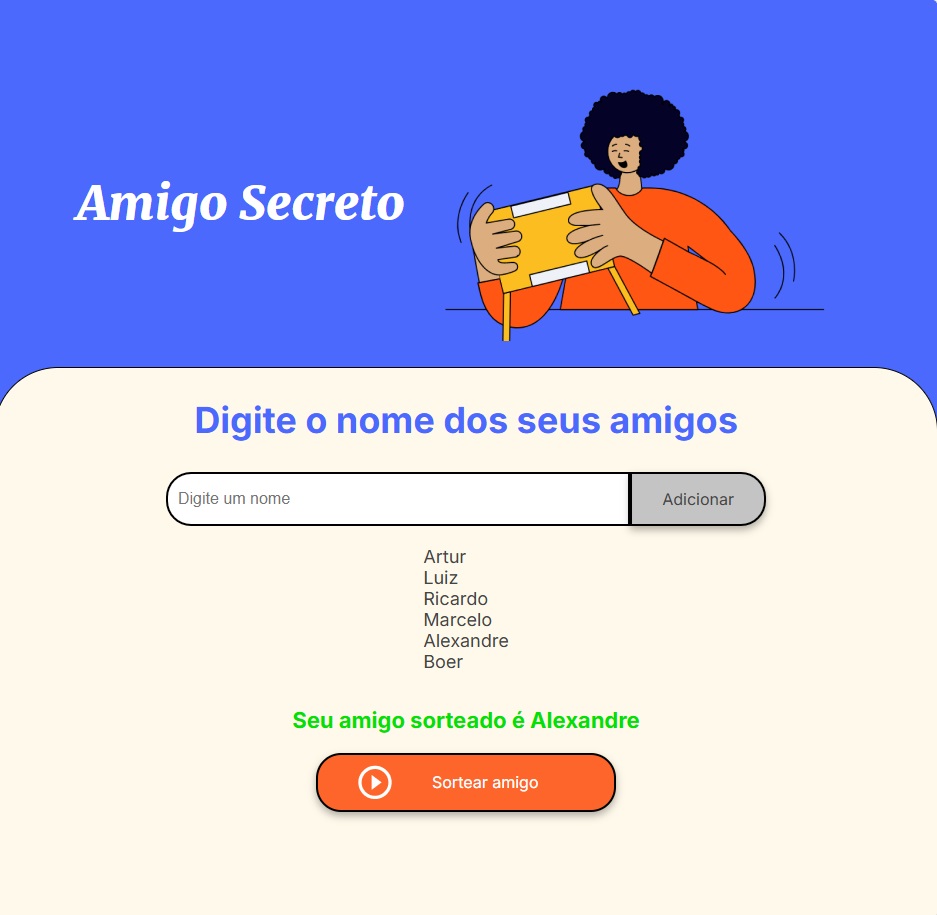 Amigo Secreto
Digite o nome dos seus amigos
Digite um nome
Adicionar
Artur
Luiz
Ricardo
Marcelo
Alexandre
Boer
Seu amigo sorteado é Alexandre
Sortear amigo